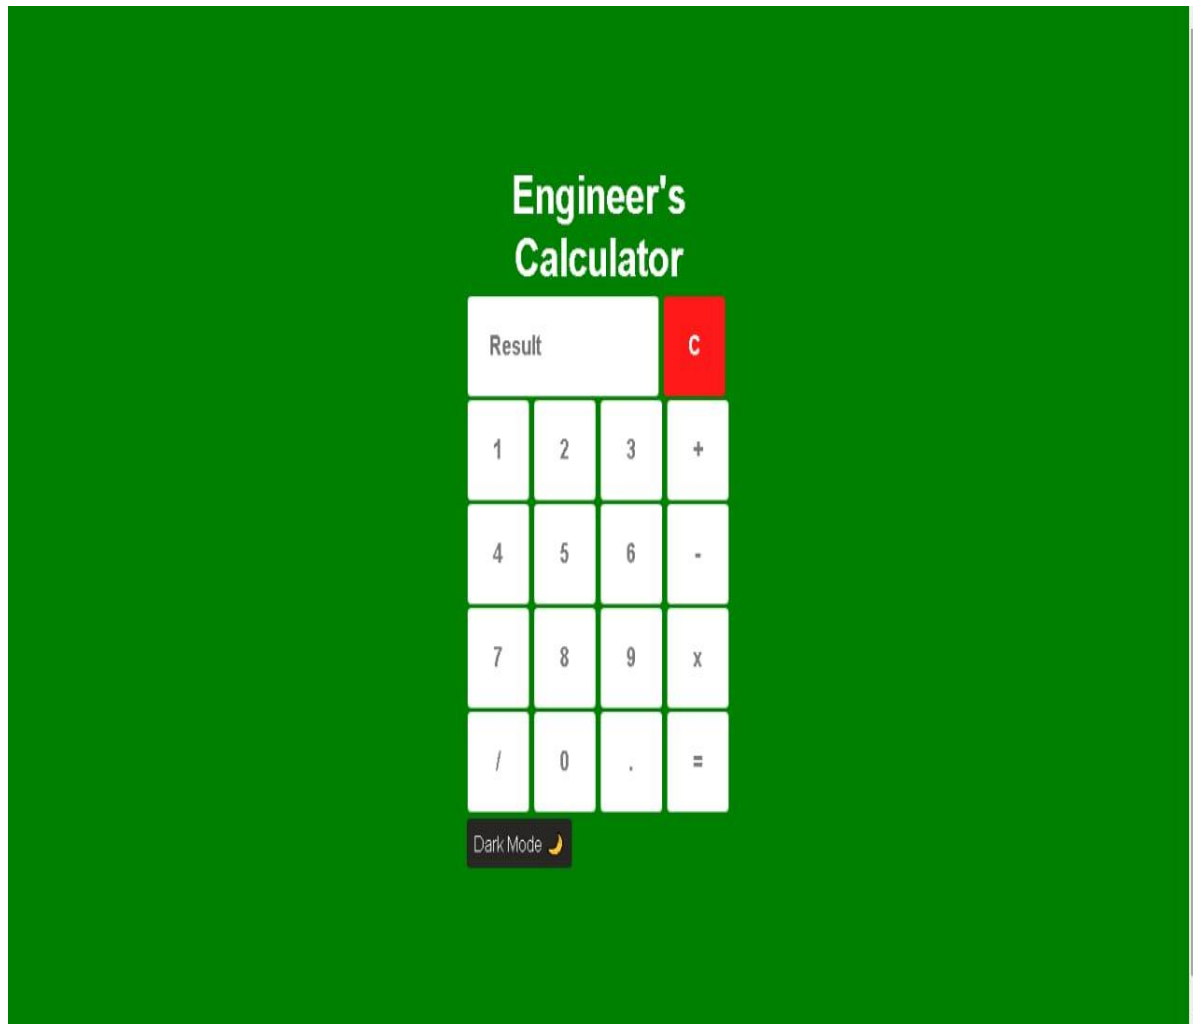 Engineer's
Calculator
Result C
1 2 3 +
4 5 6 -
7 8 9 x
/ 0 . =
Dark Mode 🌙